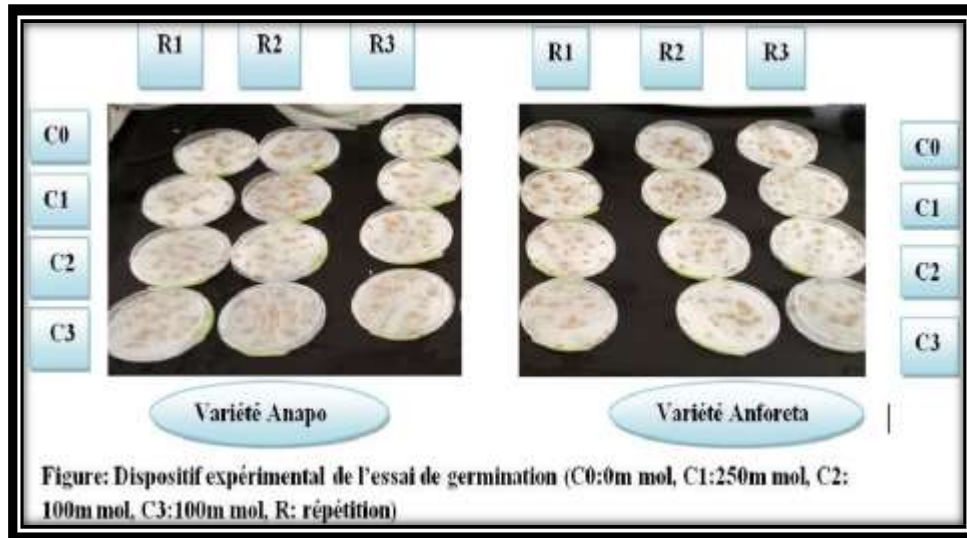 R1 R2 R3 R1 R2 R3
C0 C0
C1 C1
C2 C2
C3 C3
Variété Anapo Variété Anforeta
Figure: Dispositif expérimental de l'essai de germination (C0:0m mol, C1:250m mol, C2:
100m mol, C3:100m mol, R: répétition)